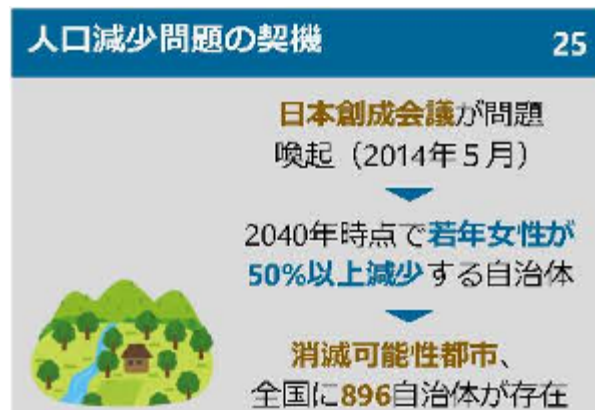 人口減少問題の契機 25
日本創成会議が問題
喚起（2014年５月）
2040年時点で若年女性が
50%以上減少する自治体
消滅可能性都市、
全国に896自治体が存在